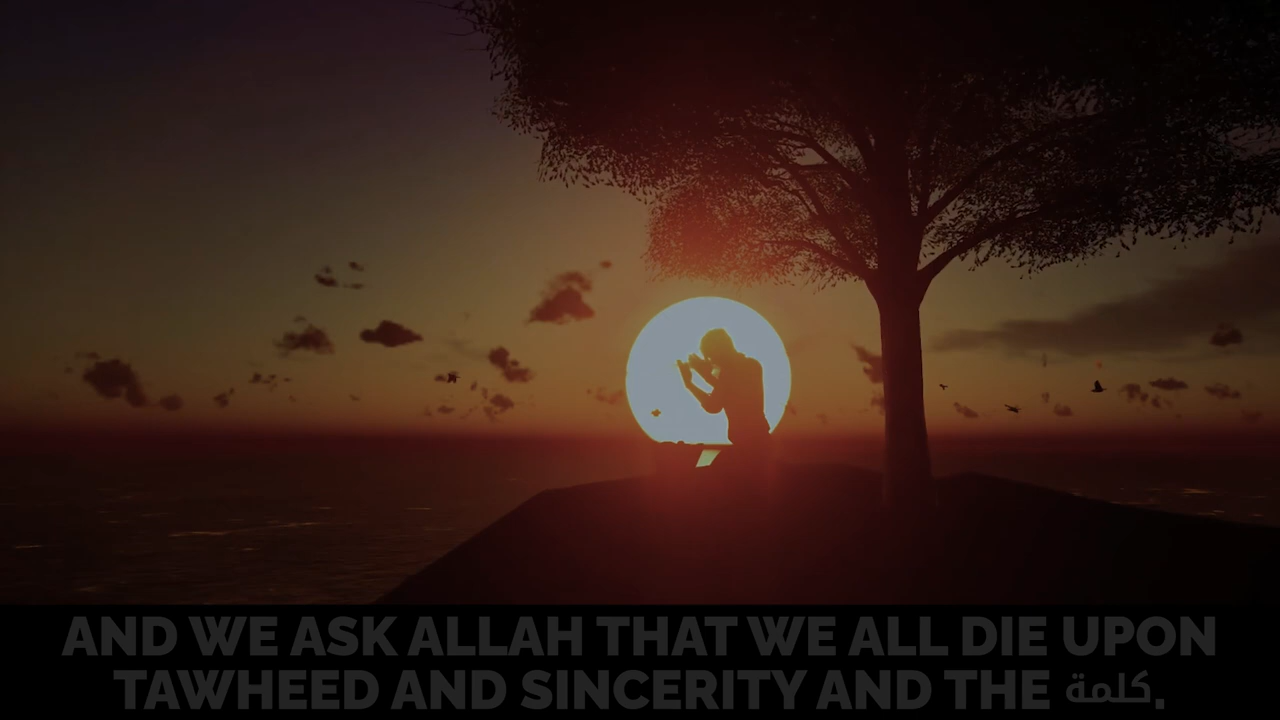 AND WE ASK ALLAH THAT WE ALL DIE UPON
TAWHEED AND SINCERITY AND THE كلمة.